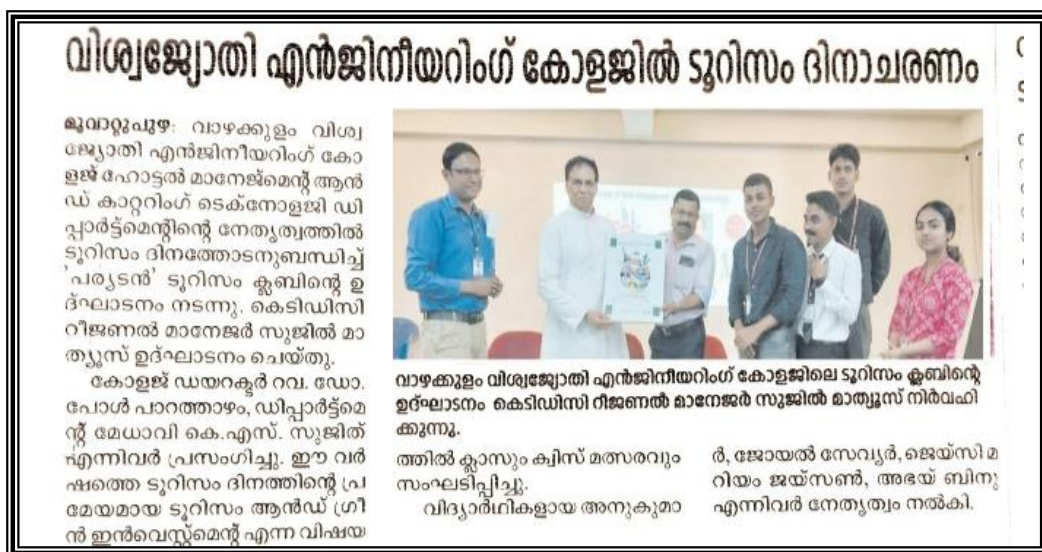 വിശ്വജ്യോതി എൻജിനീയറിംഗ് കോളജിൽ ടൂറിസം ദിനാചരണം
മൂവാറ്റുപുഴ: വാഴക്കുളം വിശ്വ
ജ്യോതി എൻജിനീയറിംഗ് കോ
ളജ് ഹോട്ടൽ മാനേജ്മെന്റ് ആൻ
ഡ് കാറ്ററിംഗ് ടെക്നോളജി ഡി
പ്പാർട്ട്മെന്റിന്റെ നേതൃത്വത്തിൽ
ടൂറിസം ദിനത്തോടനുബന്ധിച്ച്
'പര്യടൻ' ടൂറിസം ക്ലബിന്റെ ഉ
ദ്ഘാടനം നടന്നു. കെടിഡിസി
റീജണൽ മാനേജർ സുജിൽ മാ
ത്യൂസ് ഉദ്ഘാടനം ചെയ്തു.
കോളജ് ഡയറക്ടർ റവ. ഡോ.
പോൾ പാറത്താഴം, ഡിപ്പാർട്ട്മെ
ന്റ് മേധാവി കെ.എസ്. സുജിത്
എന്നിവർ പ്രസംഗിച്ചു. ഈ വർ
ഷത്തെ ടൂറിസം ദിനത്തിന്റെ പ്ര
മേയമായ ടൂറിസം ആൻഡ് ഗ്രീ
ൻ ഇൻവെസ്റ്റ്മെന്റ് എന്ന വിഷയ
വാഴക്കുളം വിശ്വജ്യോതി എൻജിനീയറിംഗ് കോളജിലെ ടൂറിസം ക്ലബിന്റെ
ഉദ്ഘാടനം കെടിഡിസി റീജണൽ മാനേജർ സുജിൽ മാത്യൂസ് നിർവഹി
ക്കുന്നു.
ത്തിൽ ക്ലാസും ക്വിസ് മത്സരവും
സംഘടിപ്പിച്ചു.
വിദ്യാർഥികളായ അനുകുമാ
ർ, ജോയൽ സേവ്യർ, ജെയ്സി മ
റിയം ജയ്സൺ, അഭയ് ബിനു
എന്നിവർ നേതൃത്വം നൽകി.